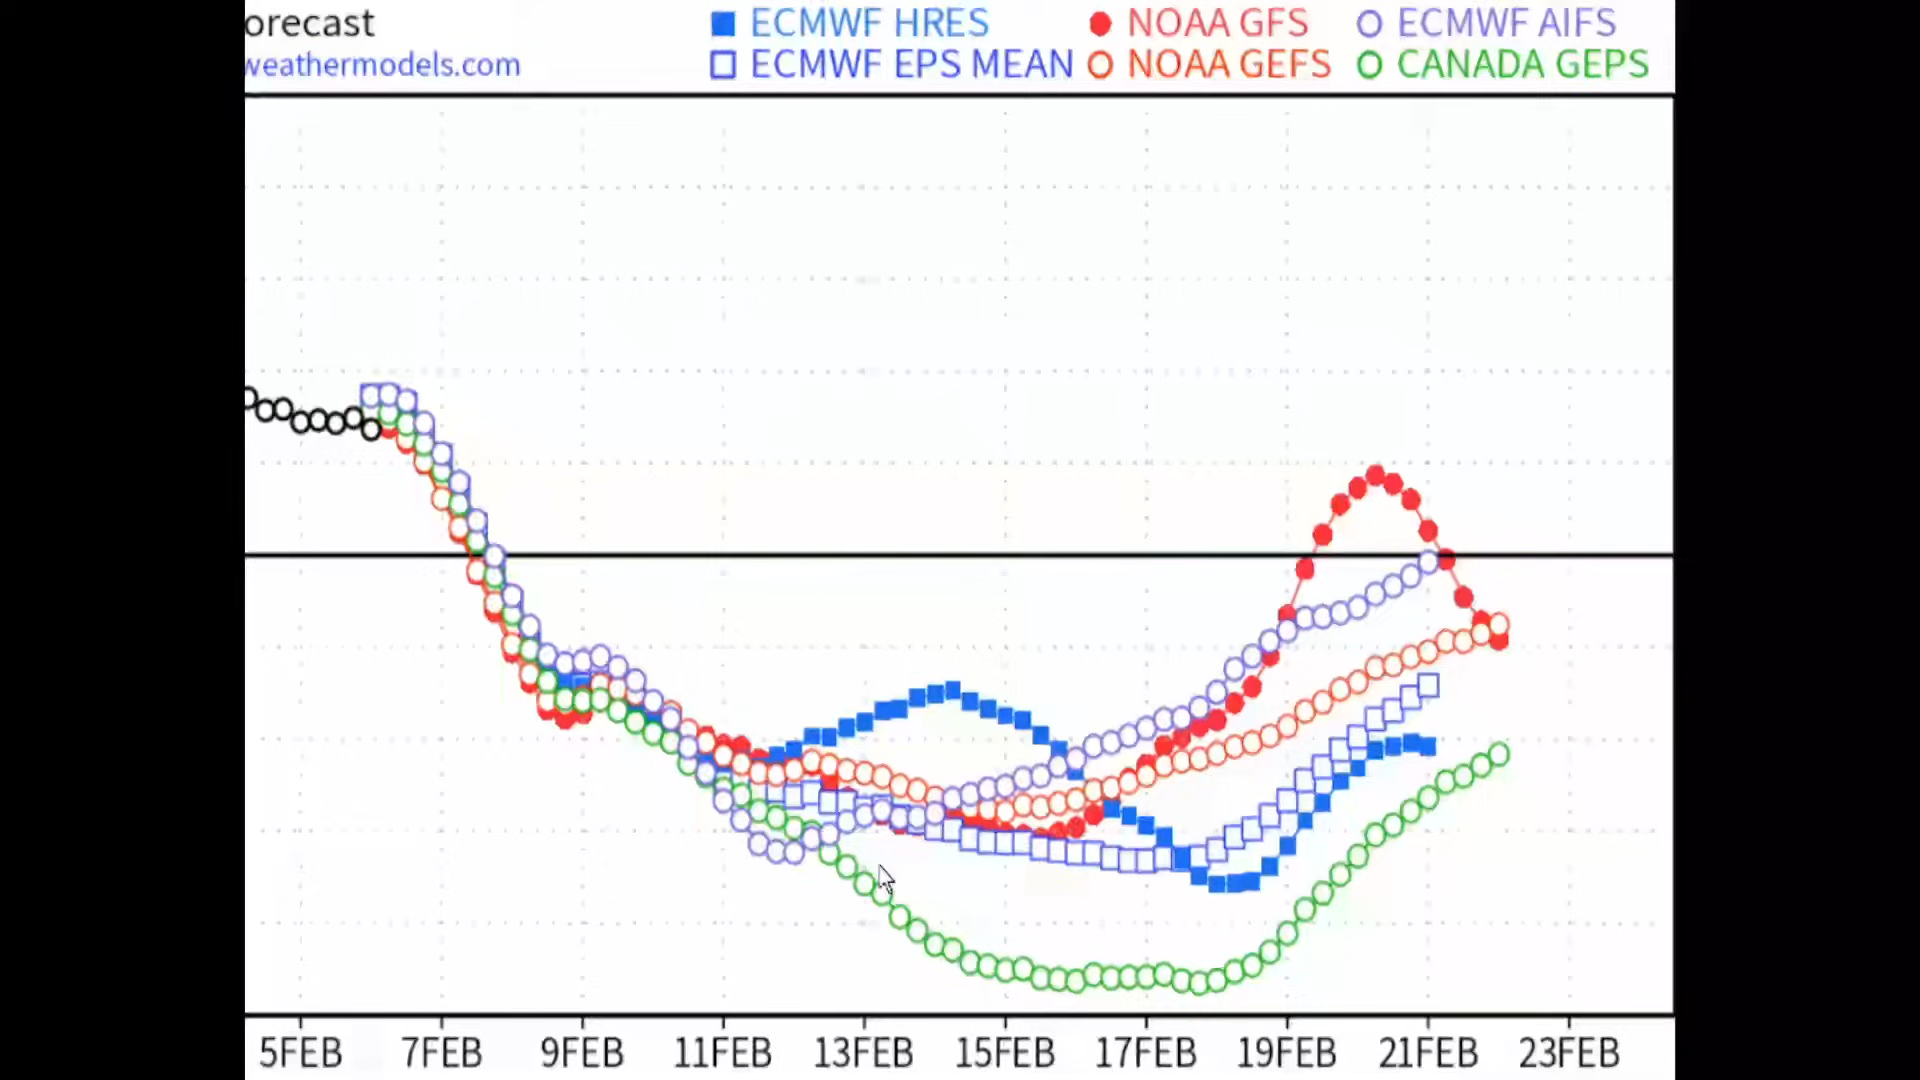 orecast
weathermodels.com
ECMWF HRES
NOAA GFS
ECMWF AIFS
ECMWF EPS MEAN
NOAA GEFS
CANADA GEPS
5FEB 7FEB 9FEB 11FEB 13FEB 15FEB 17FEB 19FEB 21FEB 23FEB